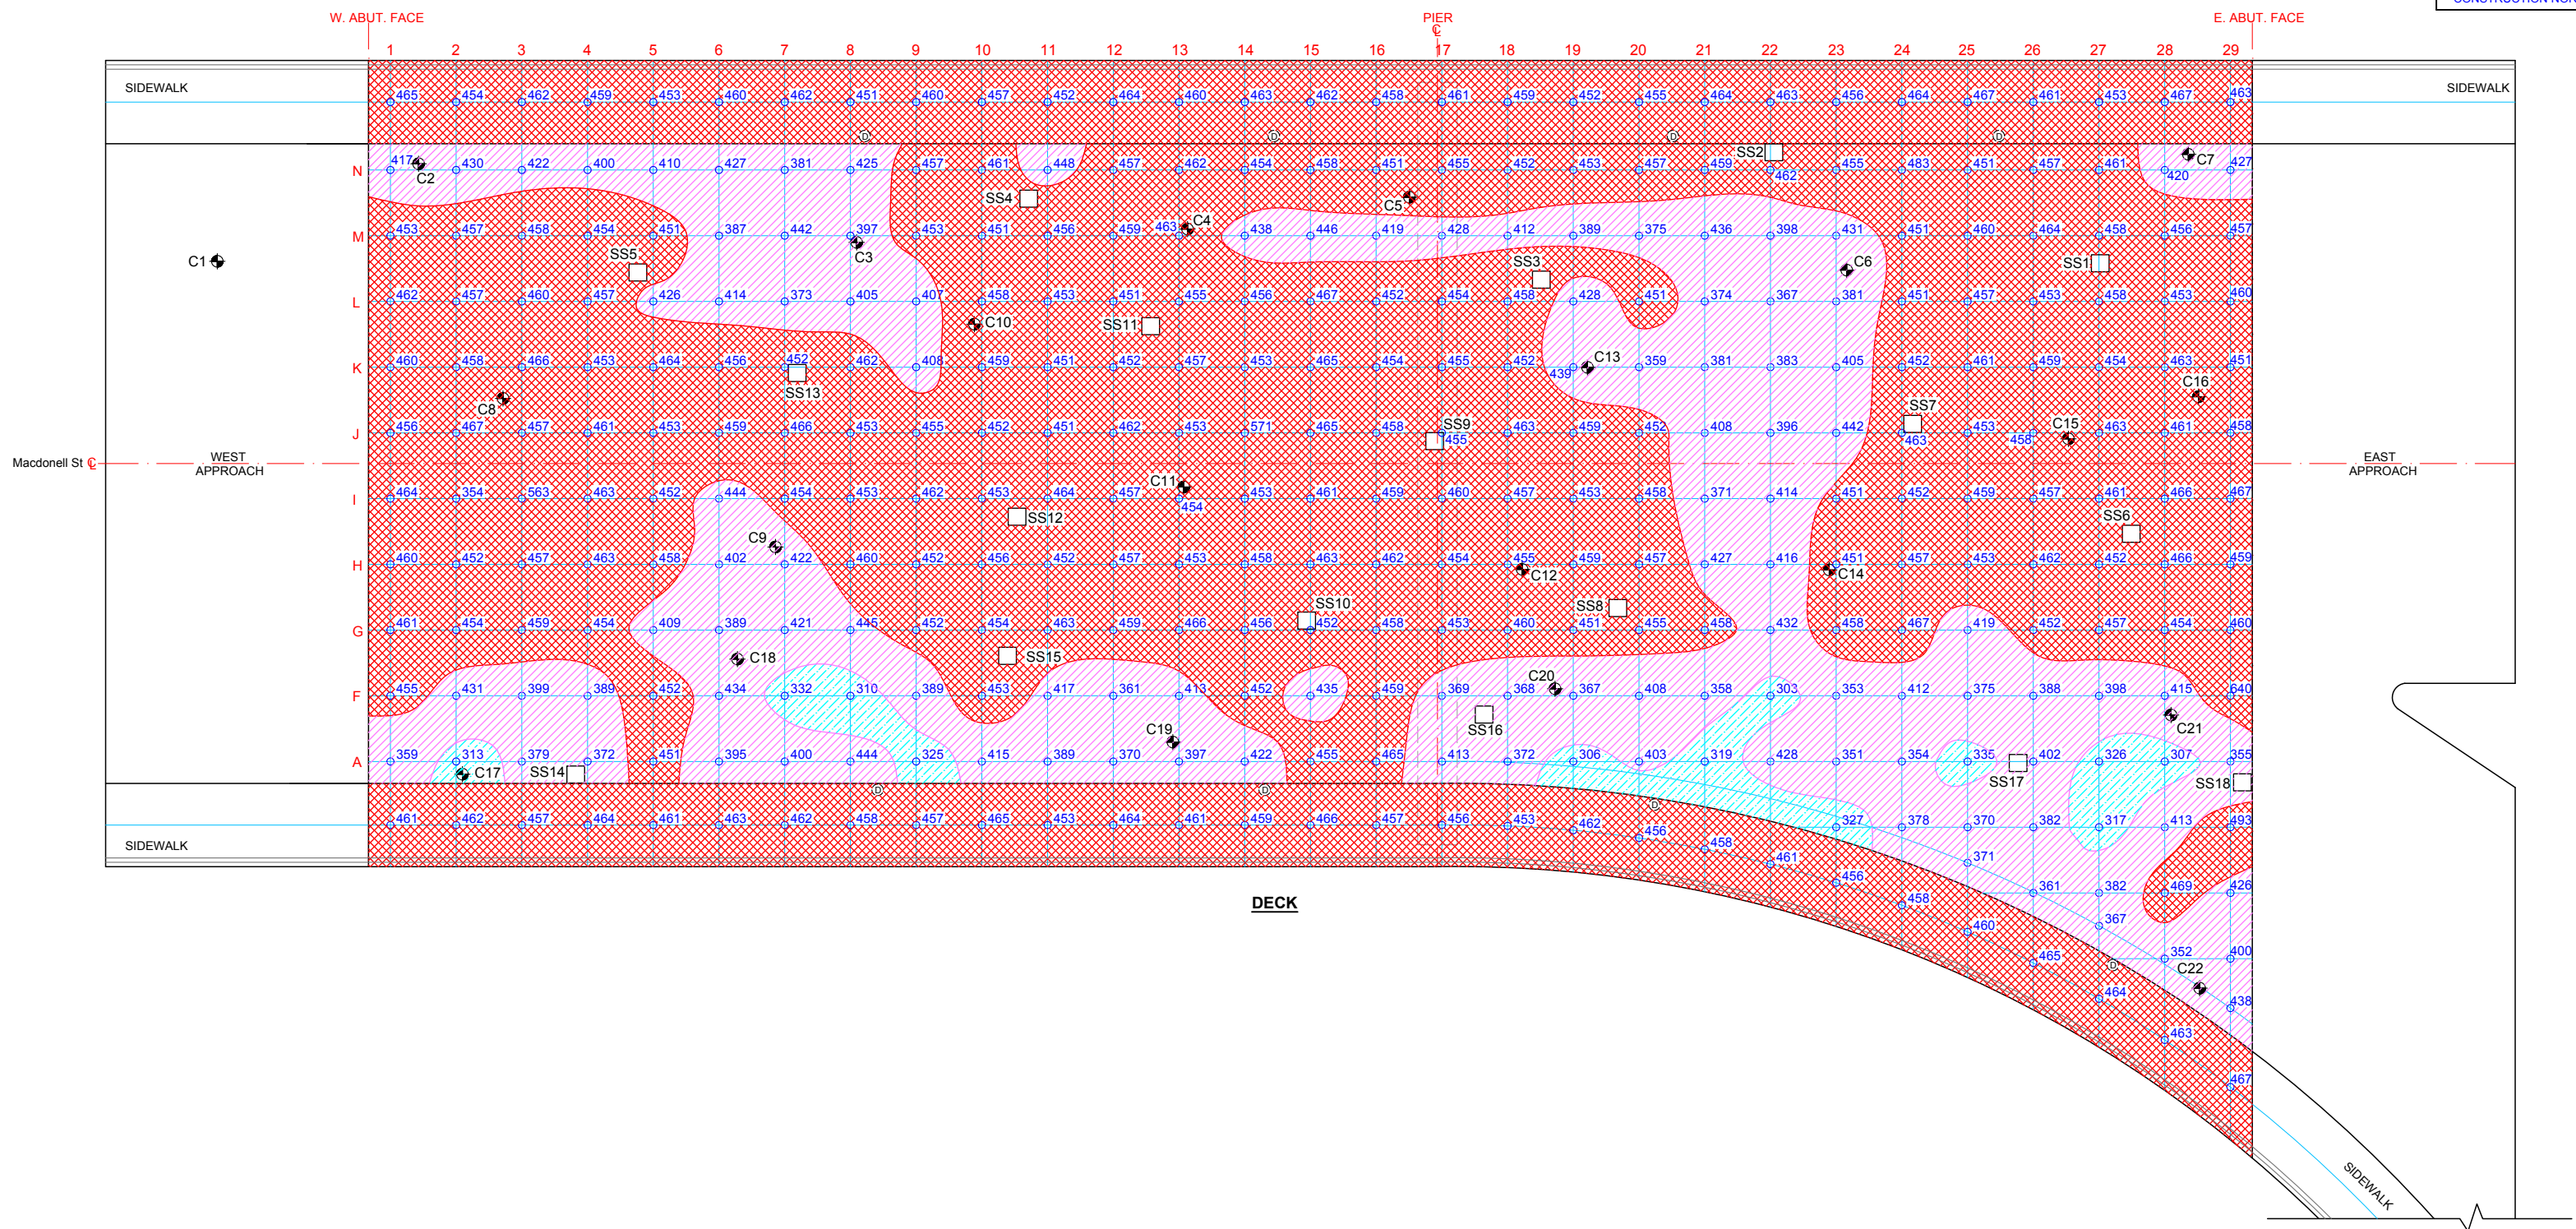 CONSTRUCTION NOR
W. ABUT. FACE PIER E. ABUT. FACE
℄
1 2 3 4 5 6 7 8 9 10 11 12 13 14 15 16 17 18 19 20 21 22 23 24 25 26 27 28 29
SIDEWALK SIDEWALK
465 454 462 459 453 460 462 451 460 457 452 464 460 463 462 458 461 459 452 455 464 463 456 464 467 461 453 467 463
D D D D
SS2 C7
N 417 430 422 400 410 427 381 425 457 461 448 457 462 454 458 451 455 452 453 457 459 462 455 483 451 457 461 420 427
C2
SS4 C5
C4
M 453 457 458 454 451 387 442 397 453 451 456 459 463 438 446 419 428 412 389 375 436 398 431 451 460 464 458 456 457
C1 SS5 C3 SS3 C6 SS1
L 462 457 460 457 426 414 373 405 407 458 453 451 455 456 467 452 454 458 428 451 374 367 381 451 457 453 458 453 460
C10 SS11
K 460 458 466 453 464 456 452 462 408 459 451 452 457 453 465 454 455 452 439 C13 359 381 383 405 452 461 459 454 463 451
SS13 C16
C8 SS7
SS9 C15
J 456 467 457 461 453 459 466 453 455 452 451 462 453 571 465 458 455 463 459 452 408 396 442 463 453 458 463 461 458
Macdonell St ℄ WEST EAST
APPROACH APPROACH
C11
I 464 354 563 463 452 444 454 453 462 453 464 457 454 453 461 459 460 457 453 458 371 414 451 452 459 457 461 466 467
SS12 SS6
C9
H 460 452 457 463 458 402 422 460 452 456 452 457 453 458 463 462 454 455 459 457 427 416 451 457 453 462 452 466 459
C12 C14
SS10 SS8
G 461 454 459 454 409 389 421 445 452 454 463 459 466 456 452 458 453 460 451 455 458 432 458 467 419 452 457 454 460
C18 SS15
C20
F 455 431 399 389 452 434 332 310 389 453 417 361 413 452 435 459 369 368 367 408 358 303 353 412 375 388 398 415 640
C19 SS16 C21
A 359 313 379 372 451 395 400 444 325 415 389 370 397 422 455 465 413 372 306 403 319 428 351 354 335 402 326 307 355
C17 SS14 SS17 SS18
D D D
461 462 457 464 461 463 462 458 457 465 453 464 461 459 466 457 456 453 462 456 458 461 327 378 370 382 317 413 493
SIDEWALK
371
456 361 382 469 426
458
DECK
460 367
465 D 352 400
C22
464 438
463
467
SIDEWALK